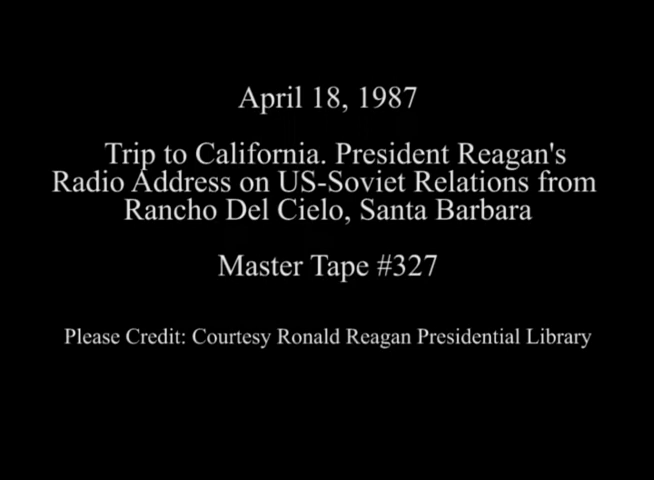 April 18, 1987
Trip to California. President Reagan's
Radio Address on US-Soviet Relations from
Rancho Del Cielo, Santa Barbara
Master Tape #327
Please Credit: Courtesy Ronald Reagan Presidential Library